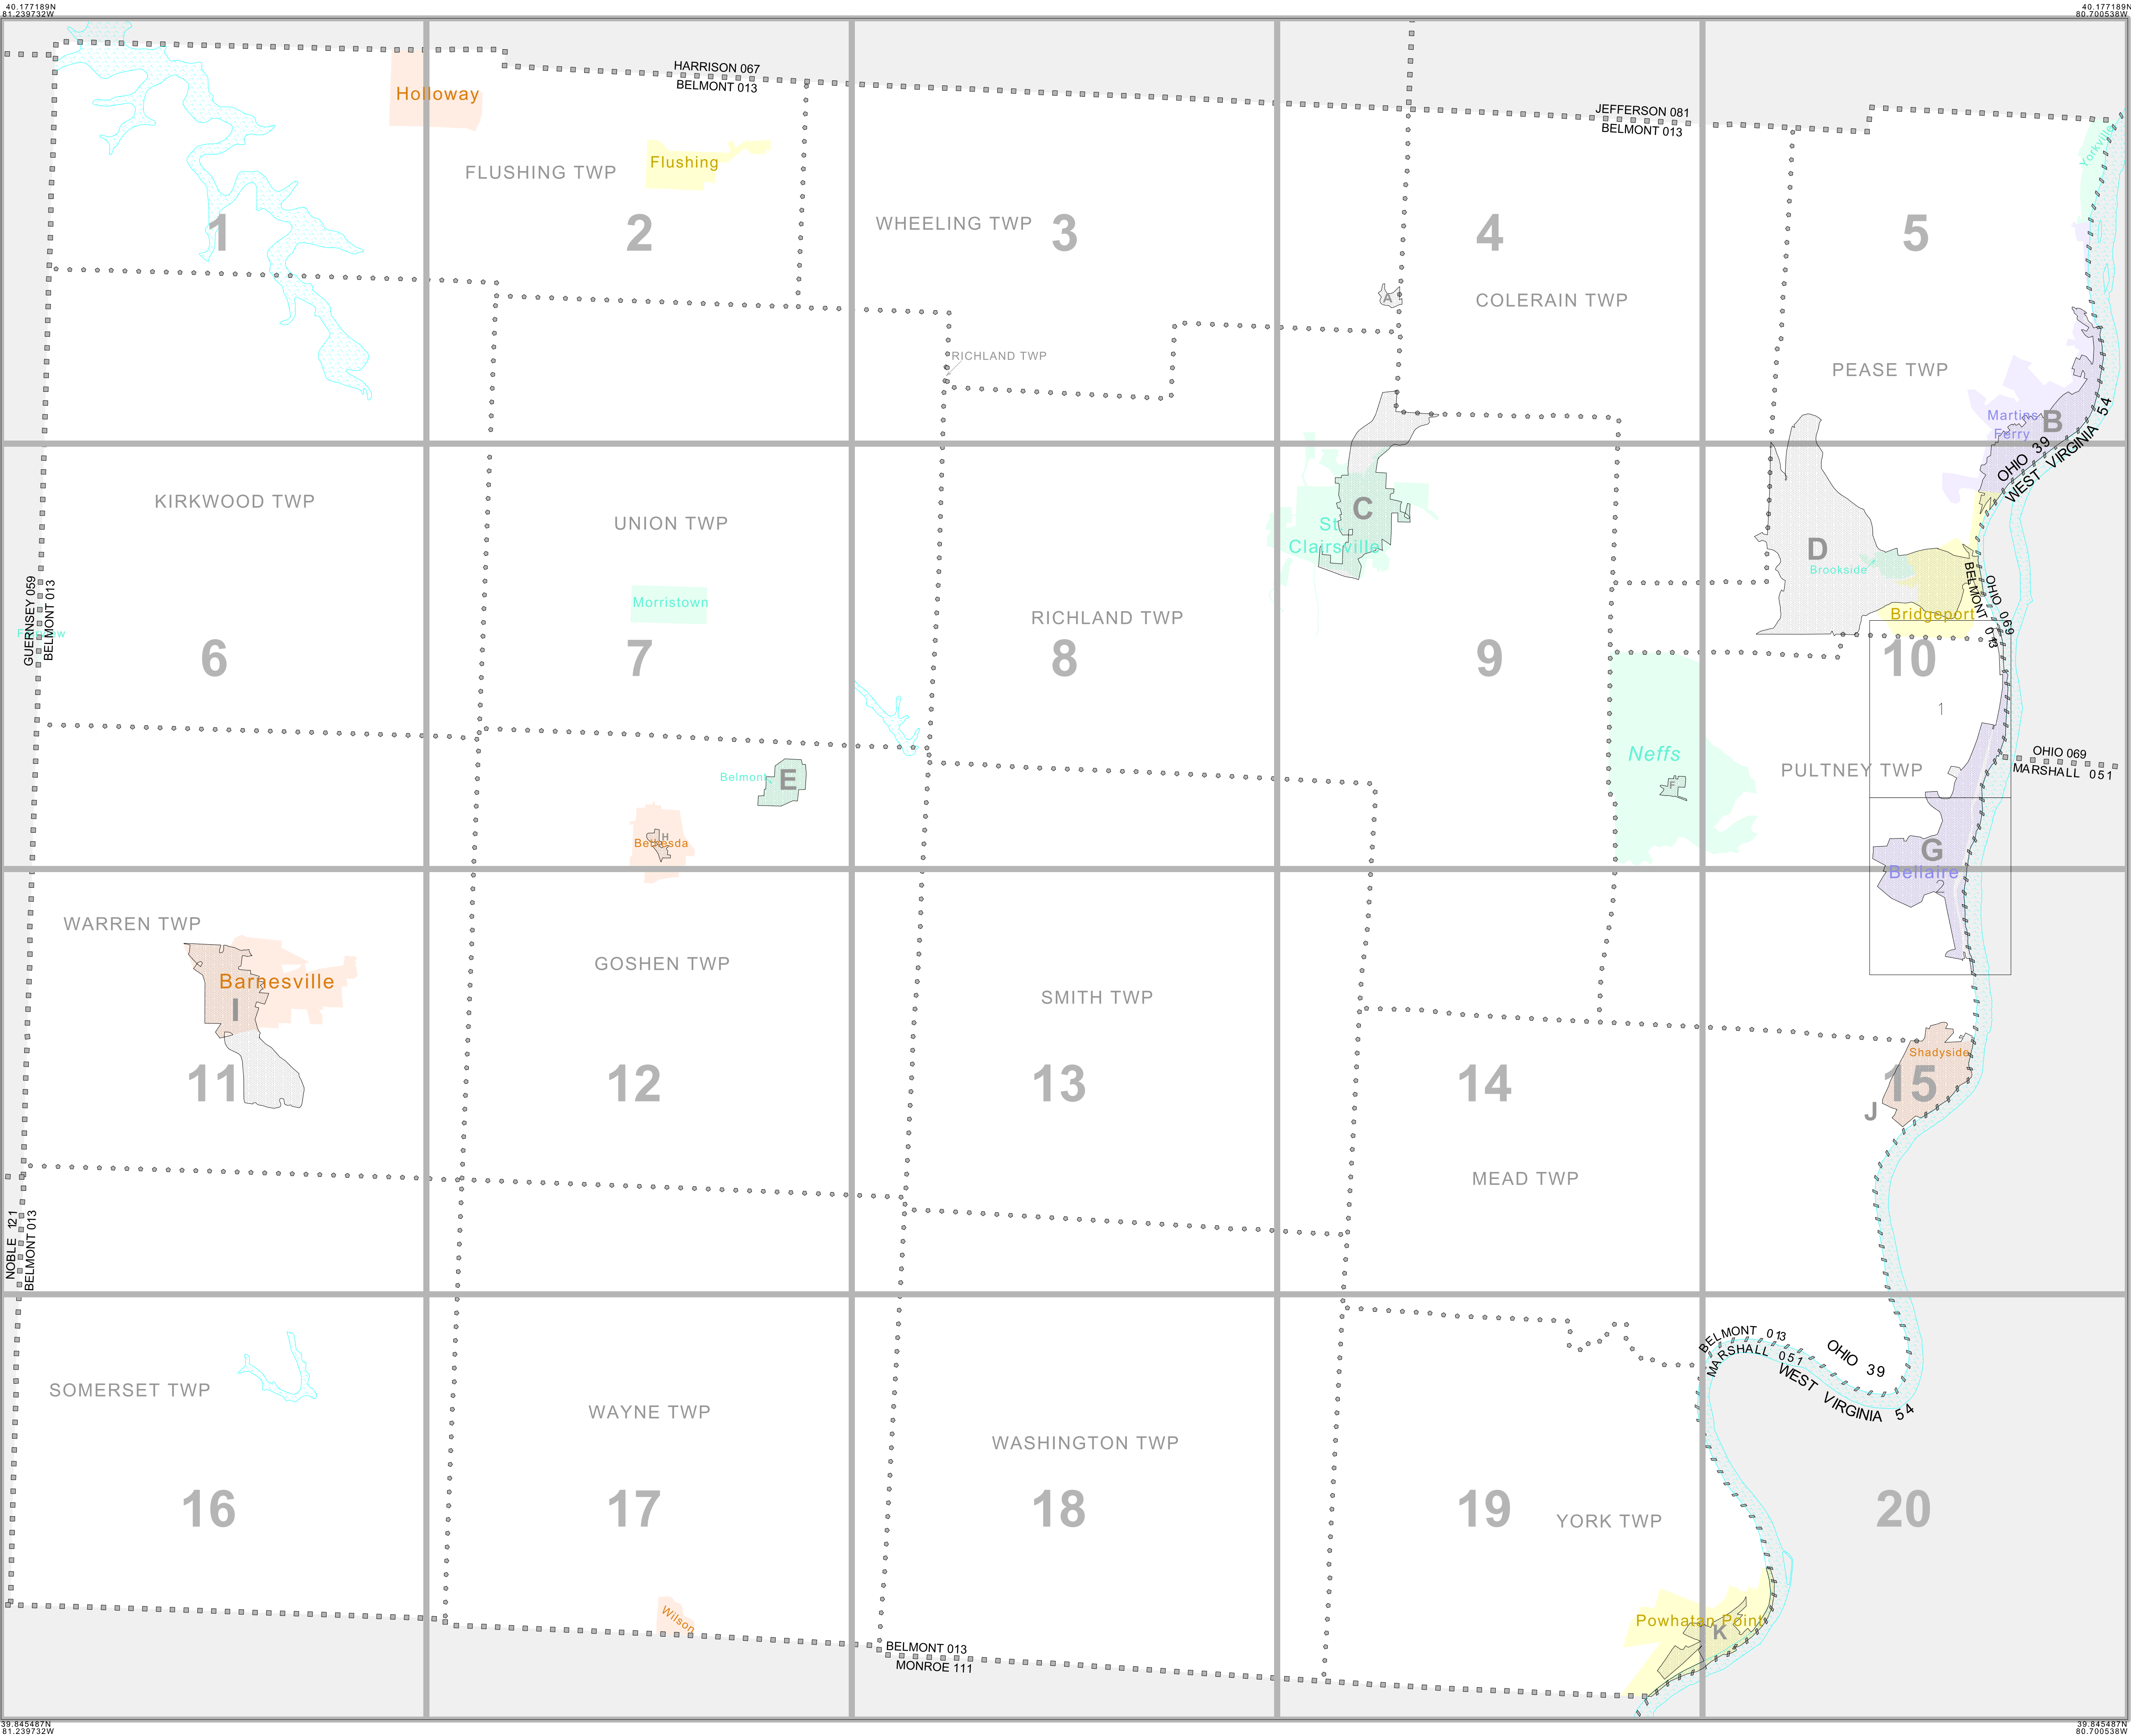 40.177189N
81.239732W
40.177189N
80.700538W
HARRISON 067
BELMONT 013
JEFFERSON 081
BELMONT 013
Holloway
Flushing
FLUSHING TWP
Yorkville
1
2
WHEELING TWP
3
4
5
A
COLERAIN TWP
RICHLAND TWP
PEASE TWP
Martins
Ferry
B
OHIO 39
WEST VIRGINIA 54
KIRKWOOD TWP
UNION TWP
C
St
Clairsville
D
Brookside
Bridgeport
BELMONT 013
OHIO 069
GUERNSEY 059
BELMONT 013
Morristown
RICHLAND TWP
6
7
8
9
10
1
Neffs
PULTNEY TWP
OHIO 069
MARSHALL 051
Belmont
E
F
H
Bethesda
G
Bellaire
2
WARREN TWP
GOSHEN TWP
SMITH TWP
Barnesville
I
Shadyside
11
12
13
14
15
J
MEAD TWP
NOBLE 121
BELMONT 013
BELMONT 013
MARSHALL 051
OHIO 39
WEST VIRGINIA 54
SOMERSET TWP
WAYNE TWP
WASHINGTON TWP
16
17
18
19
20
YORK TWP
Wilson
Powhatan Point
K
BELMONT 013
MONROE 111
39.845487N
81.239732W
39.845487N
80.700538W